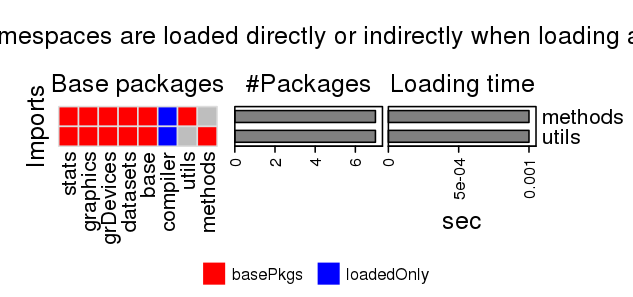 mespaces are loaded directly or indirectly when loading a
Base packages
#Packages
Loading time
Imports
methods
utils
stats
graphics
grDevices
datasets
base
compiler
utils
methods
0
2
4
6
0
5e-04
0.001
sec
basePkgs
loadedOnly